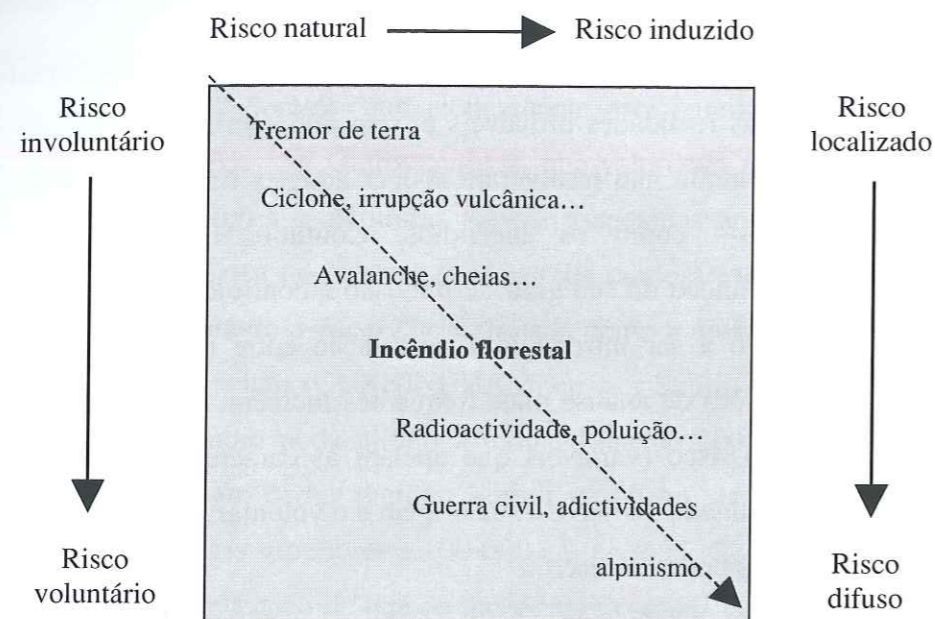 Risco natural Risco induzido
Risco involuntário
Risco localizado
Tremor de terra
Ciclone, irrupção vulcânica…
Avalanche, cheias…
Incêndio florestal
Radioactividade, poluição…
Guerra civil, adictividades
alpinismo
Risco voluntário
Risco difuso